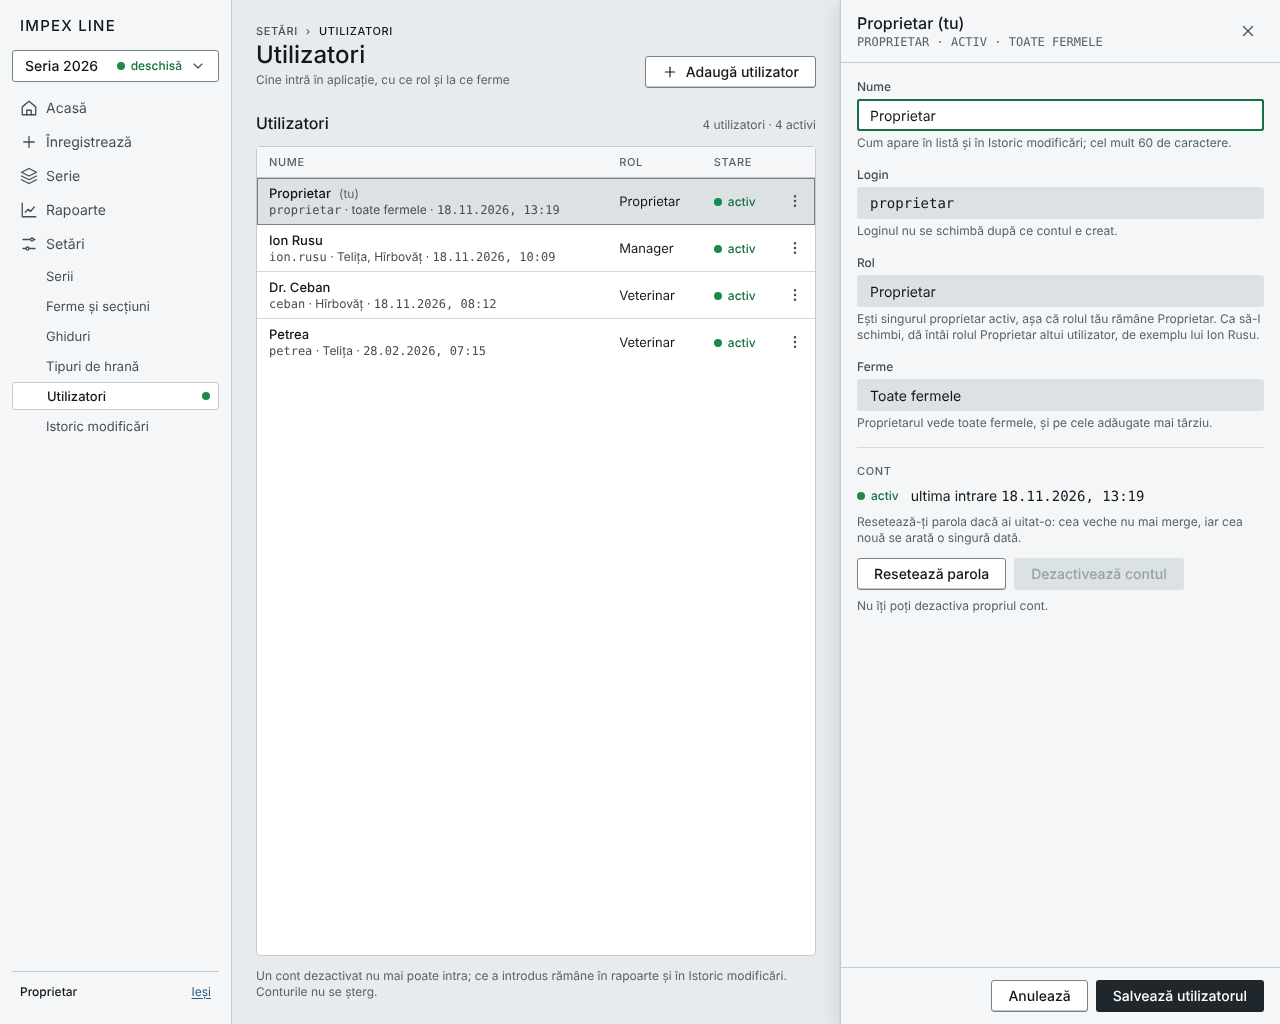 IMPEX LINE
Seria 2026 deschisă
Acasă
Înregistrează
Serie
Rapoarte
Setări
Serii
Ferme și secțiuni
Ghiduri
Tipuri de hrană
Utilizatori
Istoric modificări
Proprietar Ieși
SETĂRI › UTILIZATORI
Utilizatori
Cine intră în aplicație, cu ce rol și la ce ferme
Adaugă utilizator
Utilizatori 4 utilizatori · 4 activi
NUME ROL STARE
Proprietar (tu)
proprietar · toate fermele · 18.11.2026, 13:19
Proprietar activ
Ion Rusu
ion.rusu · Telița, Hîrbovăț · 18.11.2026, 10:09
Manager activ
Dr. Ceban
ceban · Hîrbovăț · 18.11.2026, 08:12
Veterinar activ
Petrea
petrea · Telița · 28.02.2026, 07:15
Veterinar activ
Un cont dezactivat nu mai poate intra; ce a introdus rămâne în rapoarte și în Istoric modificări.
Conturile nu se șterg.
Proprietar (tu)
PROPRIETAR · ACTIV · TOATE FERMELE
Nume
Proprietar
Cum apare în listă și în Istoric modificări; cel mult 60 de caractere.
Login
proprietar
Loginul nu se schimbă după ce contul e creat.
Rol
Proprietar
Ești singurul proprietar activ, așa că rolul tău rămâne Proprietar. Ca să-l
schimbi, dă întâi rolul Proprietar altui utilizator, de exemplu lui Ion Rusu.
Ferme
Toate fermele
Proprietarul vede toate fermele, și pe cele adăugate mai târziu.
CONT
activ ultima intrare 18.11.2026, 13:19
Resetează-ți parola dacă ai uitat-o: cea veche nu mai merge, iar cea
nouă se arată o singură dată.
Resetează parola Dezactivează contul
Nu îți poți dezactiva propriul cont.
Anulează Salvează utilizatorul